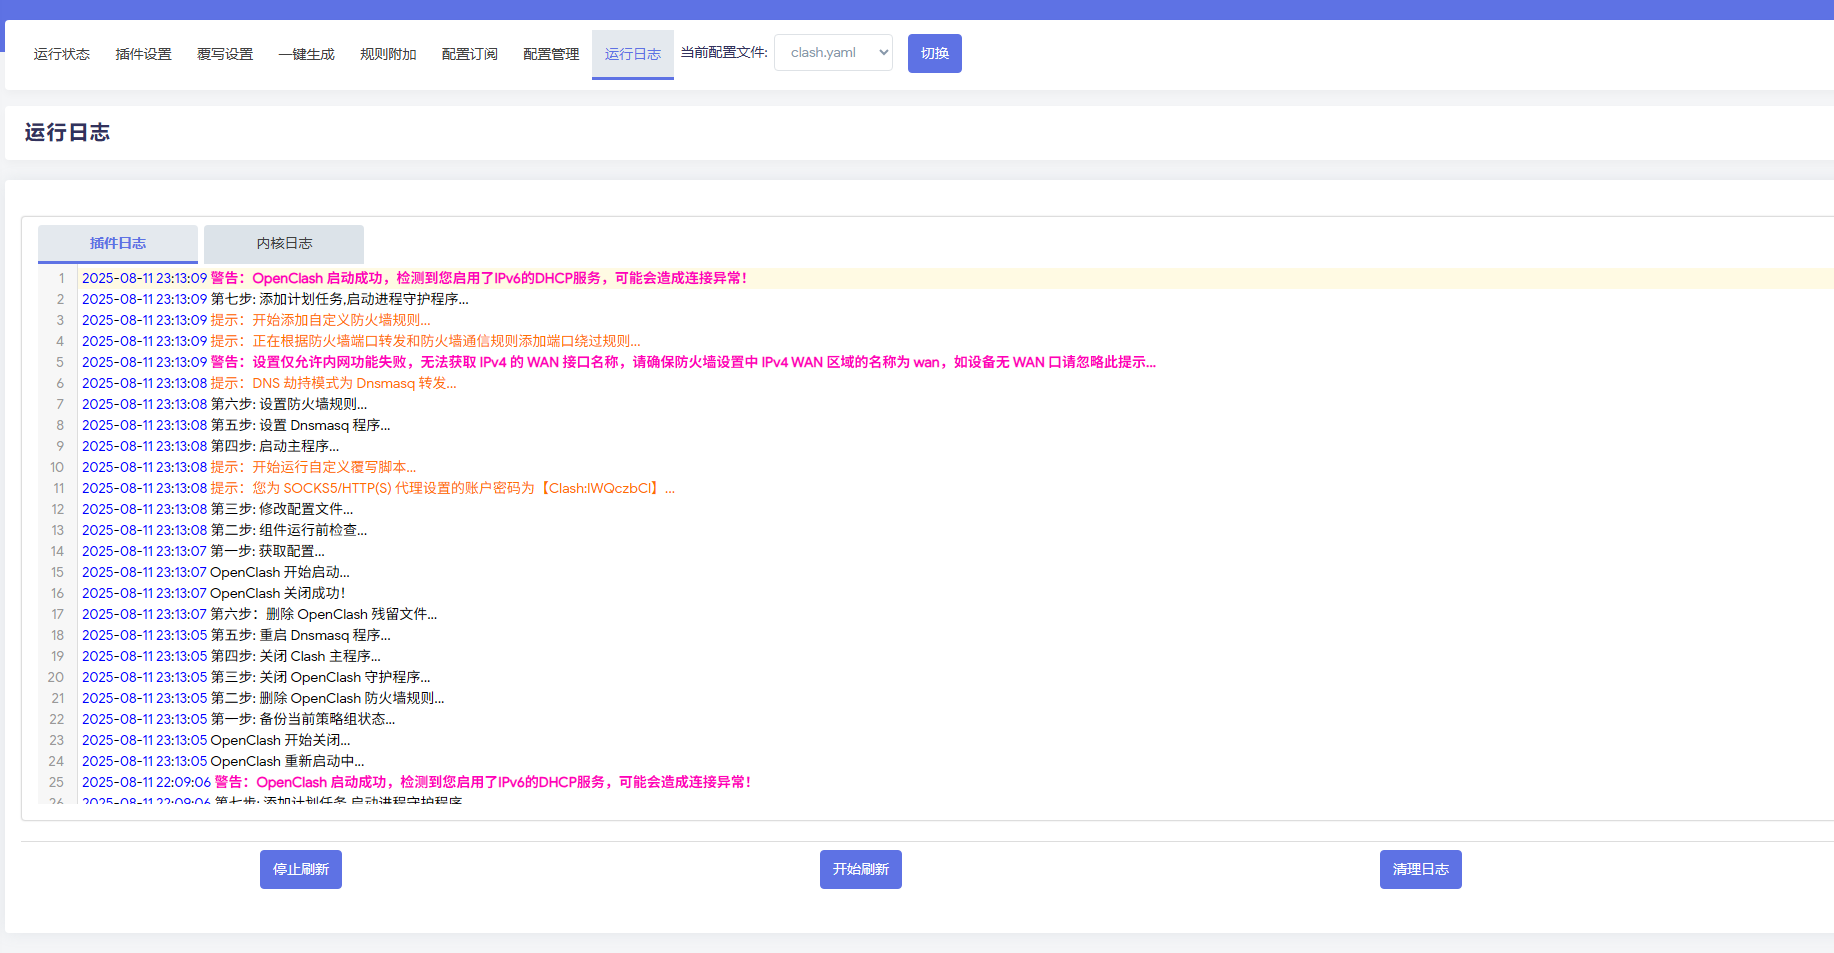 运行状态 插件设置 覆写设置 一键生成 规则附加 配置订阅 配置管理 运行日志 当前配置文件: clash.yaml 切换
运行日志
插件日志 内核日志
1 2025-08-11 23:13:09 警告：OpenClash 启动成功，检测到您启用了IPv6的DHCP服务，可能会造成连接异常！
2 2025-08-11 23:13:09 第七步: 添加计划任务,启动进程守护程序...
3 2025-08-11 23:13:09 提示：开始添加自定义防火墙规则...
4 2025-08-11 23:13:09 提示：正在根据防火墙端口转发和防火墙通信规则添加端口绕过规则...
5 2025-08-11 23:13:09 警告：设置仅允许内网功能失败，无法获取 IPv4 的 WAN 接口名称，请确保防火墙设置中 IPv4 WAN 区域的名称为 wan，如设备无 WAN 口请忽略此提示...
6 2025-08-11 23:13:08 提示：DNS 劫持模式为 Dnsmasq 转发...
7 2025-08-11 23:13:08 第六步: 设置防火墙规则...
8 2025-08-11 23:13:08 第五步: 设置 Dnsmasq 程序...
9 2025-08-11 23:13:08 第四步: 启动主程序...
10 2025-08-11 23:13:08 提示：开始运行自定义覆写脚本...
11 2025-08-11 23:13:08 提示：您为 SOCKS5/HTTP(S) 代理设置的账户密码为【Clash:IWQczbCl】...
12 2025-08-11 23:13:08 第三步: 修改配置文件...
13 2025-08-11 23:13:08 第二步: 组件运行前检查...
14 2025-08-11 23:13:07 第一步: 获取配置...
15 2025-08-11 23:13:07 OpenClash 开始启动...
16 2025-08-11 23:13:07 OpenClash 关闭成功！
17 2025-08-11 23:13:07 第六步：删除 OpenClash 残留文件...
18 2025-08-11 23:13:05 第五步: 重启 Dnsmasq 程序...
19 2025-08-11 23:13:05 第四步: 关闭 Clash 主程序...
20 2025-08-11 23:13:05 第三步: 关闭 OpenClash 守护程序...
21 2025-08-11 23:13:05 第二步: 删除 OpenClash 防火墙规则...
22 2025-08-11 23:13:05 第一步: 备份当前策略组状态...
23 2025-08-11 23:13:05 OpenClash 开始关闭...
24 2025-08-11 23:13:05 OpenClash 重新启动中...
25 2025-08-11 22:09:06 警告：OpenClash 启动成功，检测到您启用了IPv6的DHCP服务，可能会造成连接异常！
26 2025-08-11 22:09:06 第七步: 添加计划任务,启动进程守护程序
停止刷新 开始刷新 清理日志